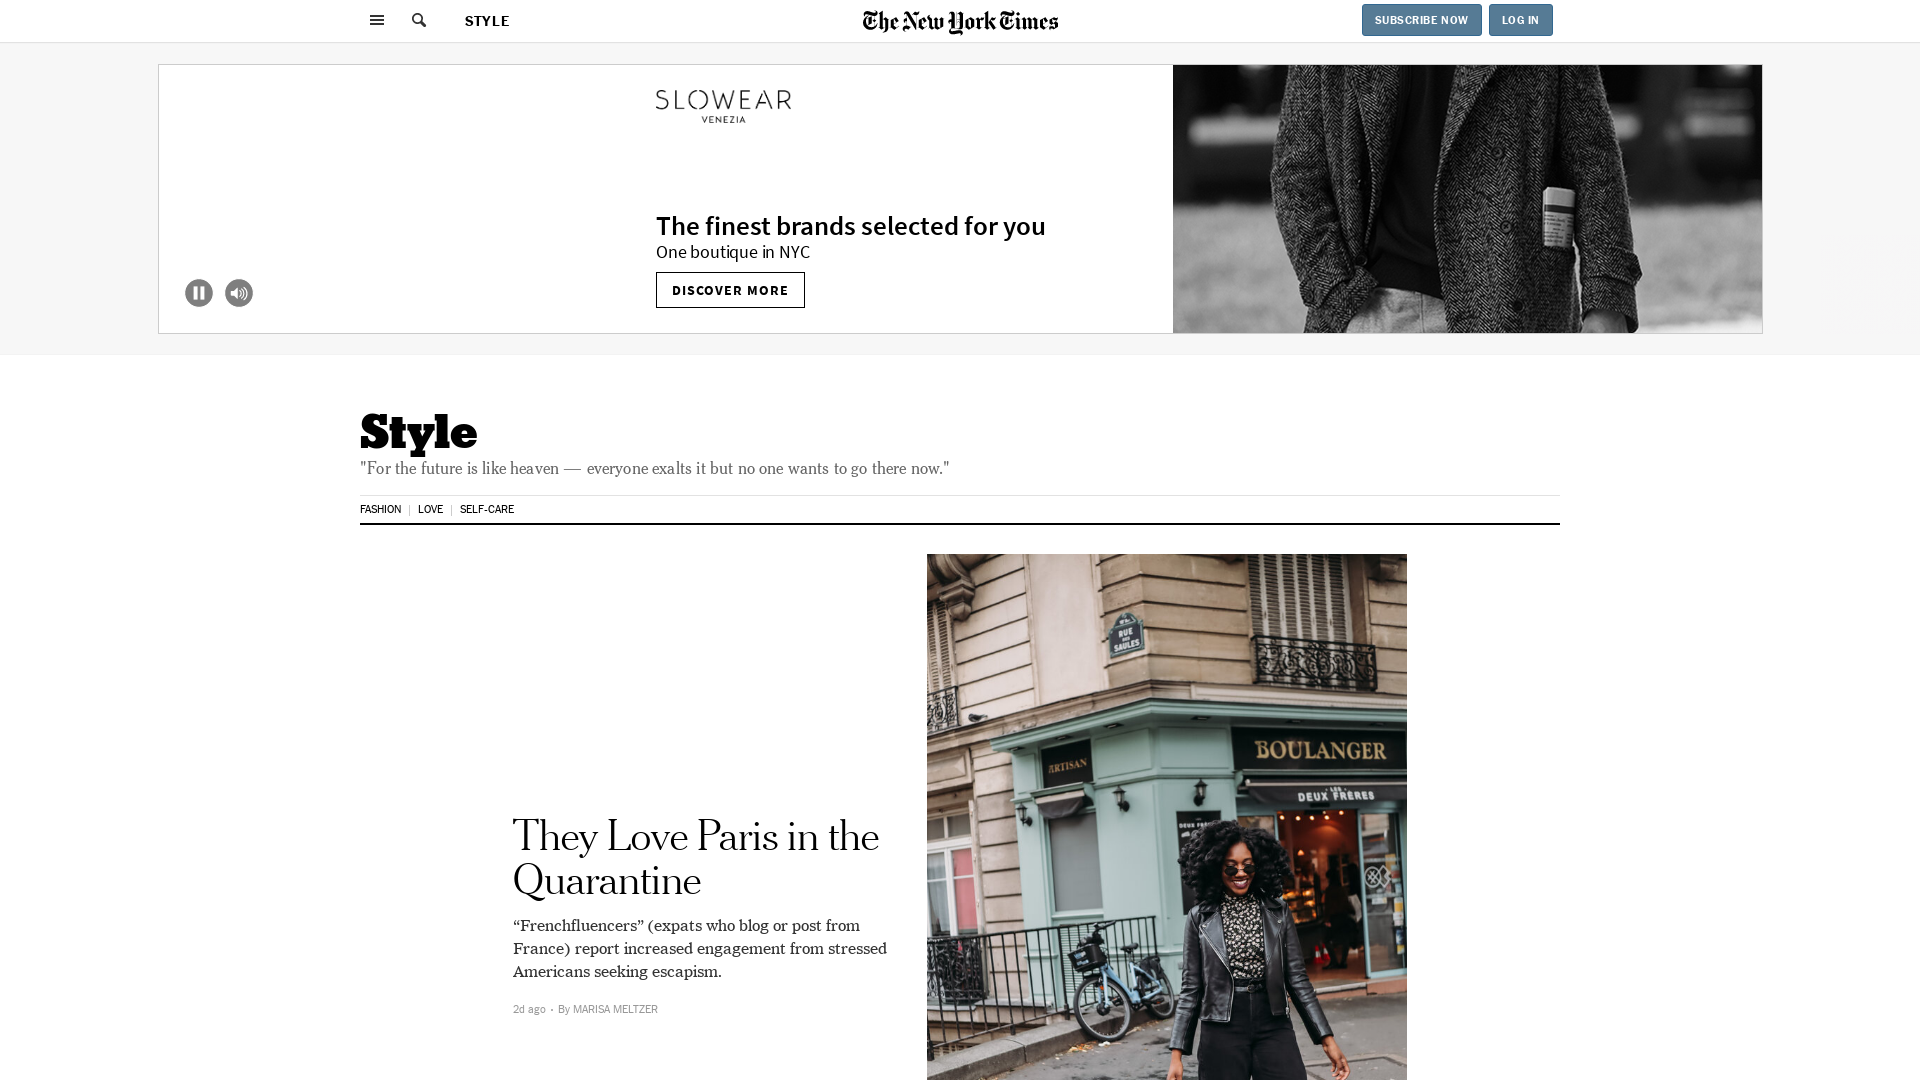 STYLE
The New York Times
SUBSCRIBE NOW
LOG IN
SLOWEAR
VENEZIA
The finest brands selected for you
One boutique in NYC
DISCOVER MORE
Style
"For the future is like heaven — everyone exalts it but no one wants to go there now."
FASHION
LOVE
SELF-CARE
RUE
DES
SAULES
BOULANGER
ARTISAN
LES
DEUX FRÈRES
DEUX FRÈRES
They Love Paris in the
Quarantine
“Frenchfluencers” (expats who blog or post from
France) report increased engagement from stressed
Americans seeking escapism.
2d ago · By MARISA MELTZER